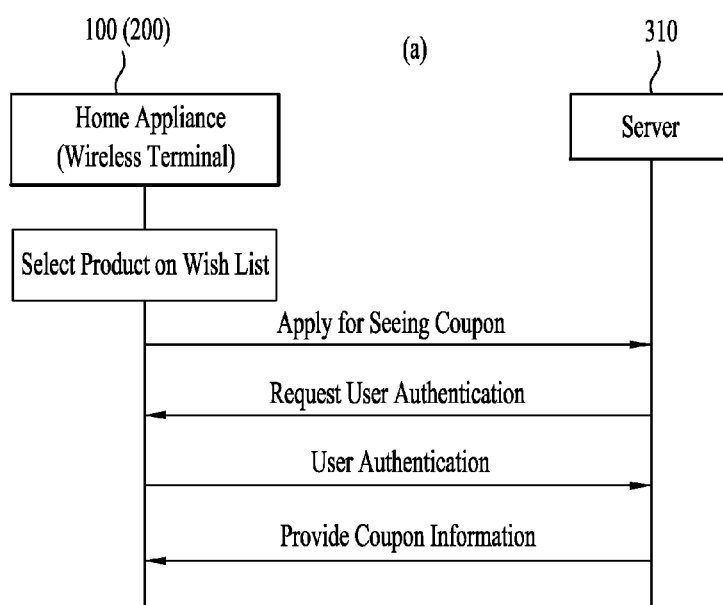 100 (200)
(a)
310
Home Appliance
(Wireless Terminal)
Server
Select Product on Wish List
Apply for Seeing Coupon
Request User Authentication
User Authentication
Provide Coupon Information